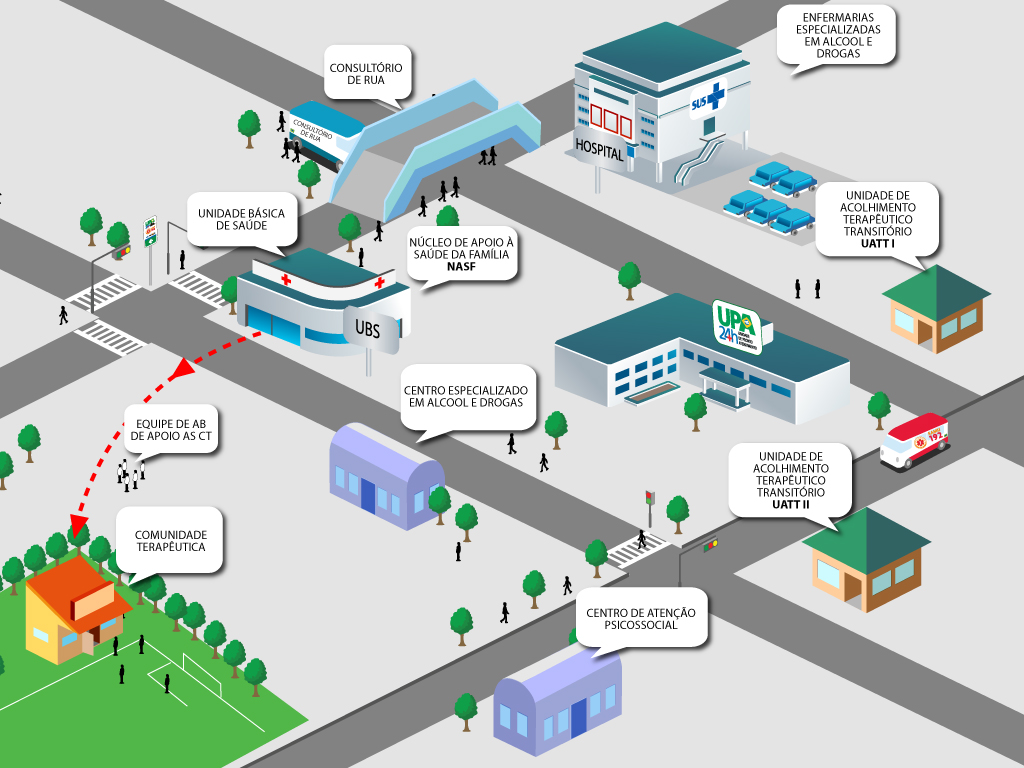 ENFERMARIAS
ESPECIALIZADAS
EM ALCOOL E
DROGAS
CONSULTÓRIO
DE RUA
CONSULTÓRIO
DE RUA
SUS
HOSPITAL
UNIDADE BÁSICA
DE SAÚDE
NÚCLEO DE APOIO À
SAÚDE DA FAMÍLIA
NASF
UNIDADE DE
ACOLHIMENTO
TERAPÊUTICO
TRANSITÓRIO
UATT I
UBS
UPA
24h
CENTRO ESPECIALIZADO
EM ALCOOL E DROGAS
EQUIPE DE AB
DE APOIO AS CT
192
UNIDADE DE
ACOLHIMENTO
TERAPÊUTICO
TRANSITÓRIO
UATT II
COMUNIDADE
TERAPÊUTICA
CENTRO DE ATENÇÃO
PSICOSSOCIAL